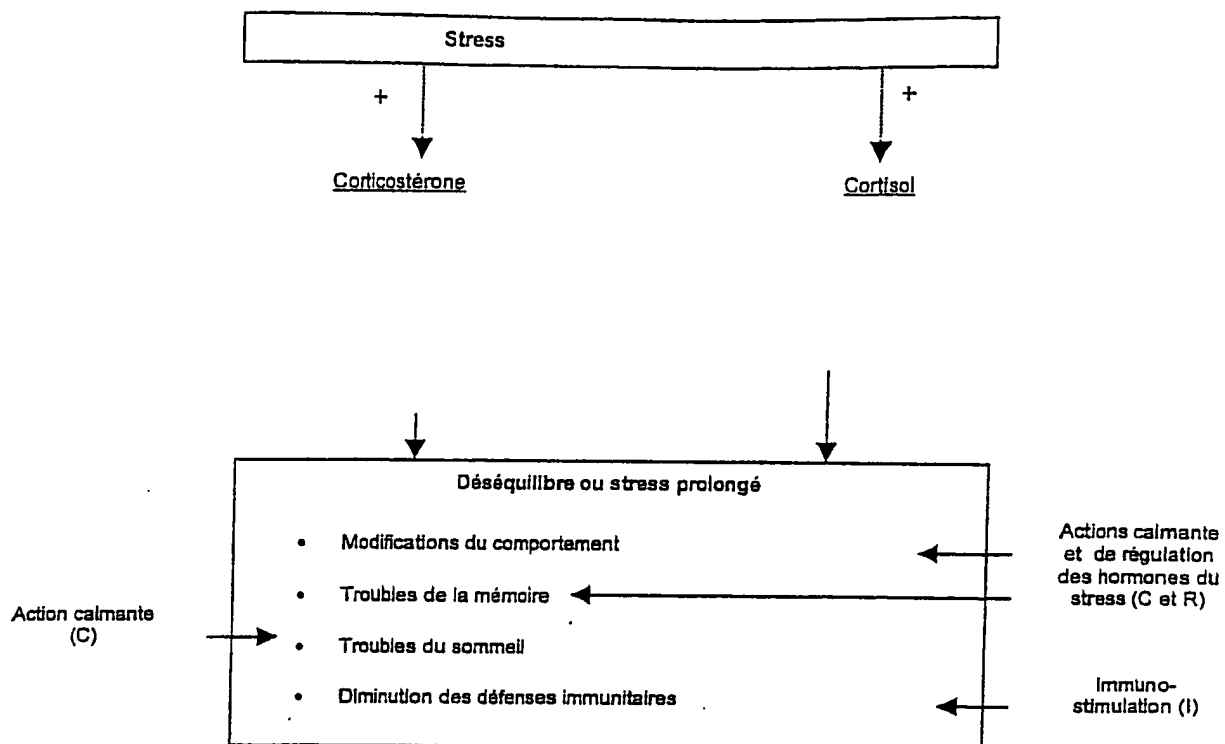 Stress
+ +
Corticostérone Cortisol
Déséquilibre ou stress prolongé
• Modifications du comportement
• Troubles de la mémoire
• Troubles du sommeil
• Diminution des défenses immunitaires
Action calmante
(C)
Actions calmante
et de régulation
des hormones du
stress (C et R)
Immuno-
stimulation (I)